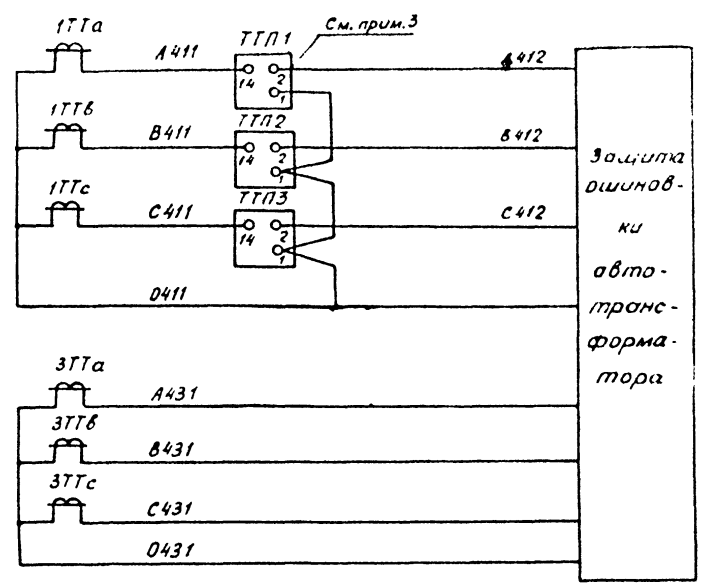 1ТТа
А411
ТТП1
См. прим. 3
14
2
1
А412
1ТТв
В411
ТТП2
14
2
1
В412
1ТТс
С411
ТТП3
14
2
1
С412
0411
Защита
ошинов-
ки
авто-
транс-
форма-
тора
3ТТа
А431
3ТТв
В431
3ТТс
С431
0431